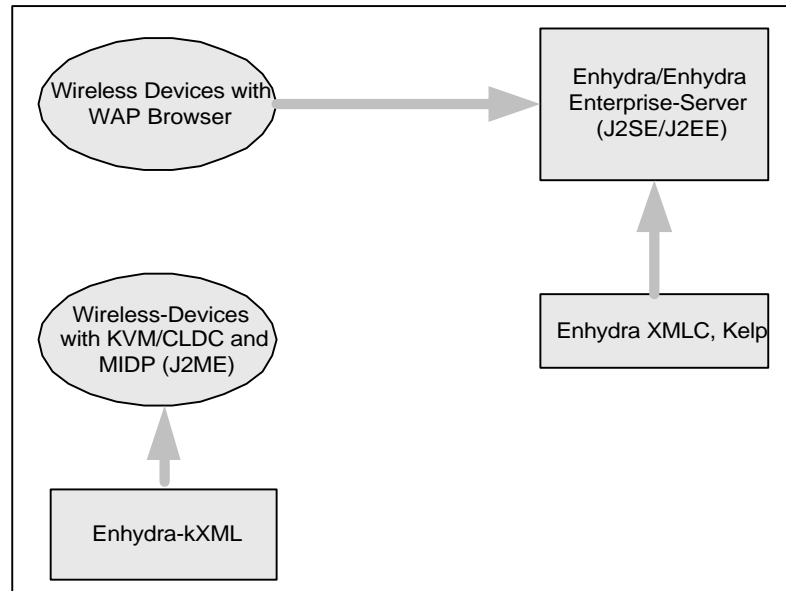 Wireless Devices with
WAP Browser
Enhydra/Enhydra
Enterprise-Server
(J2SE/J2EE)
Wireless-Devices
with KVM/CLDC and
MIDP (J2ME)
Enhydra XMLC, Kelp
Enhydra-kXML